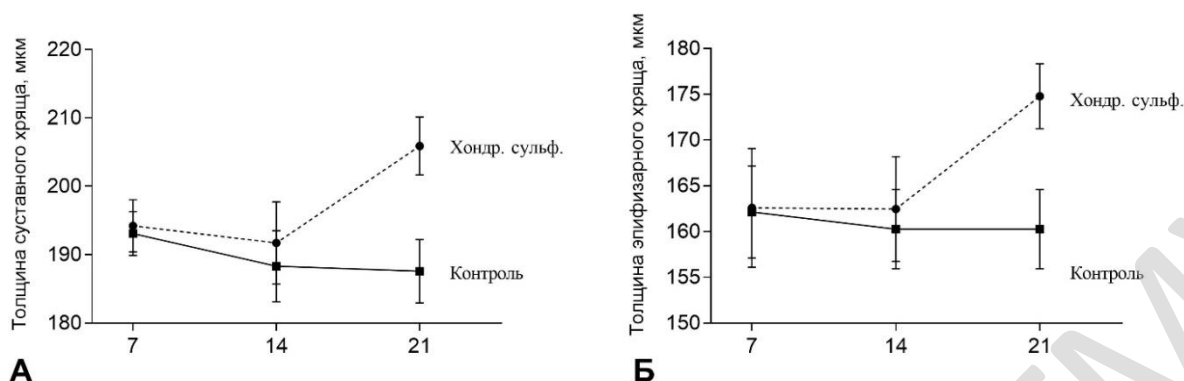 Толщина суставного хряща, мкм
220
210
200
190
180
7 14 21
Хондр. сульф.
Контроль
А
Толщина эпифизарного хряща, мкм
180
175
170
165
160
155
150
7 14 21
Хондр. сульф.
Контроль
Б